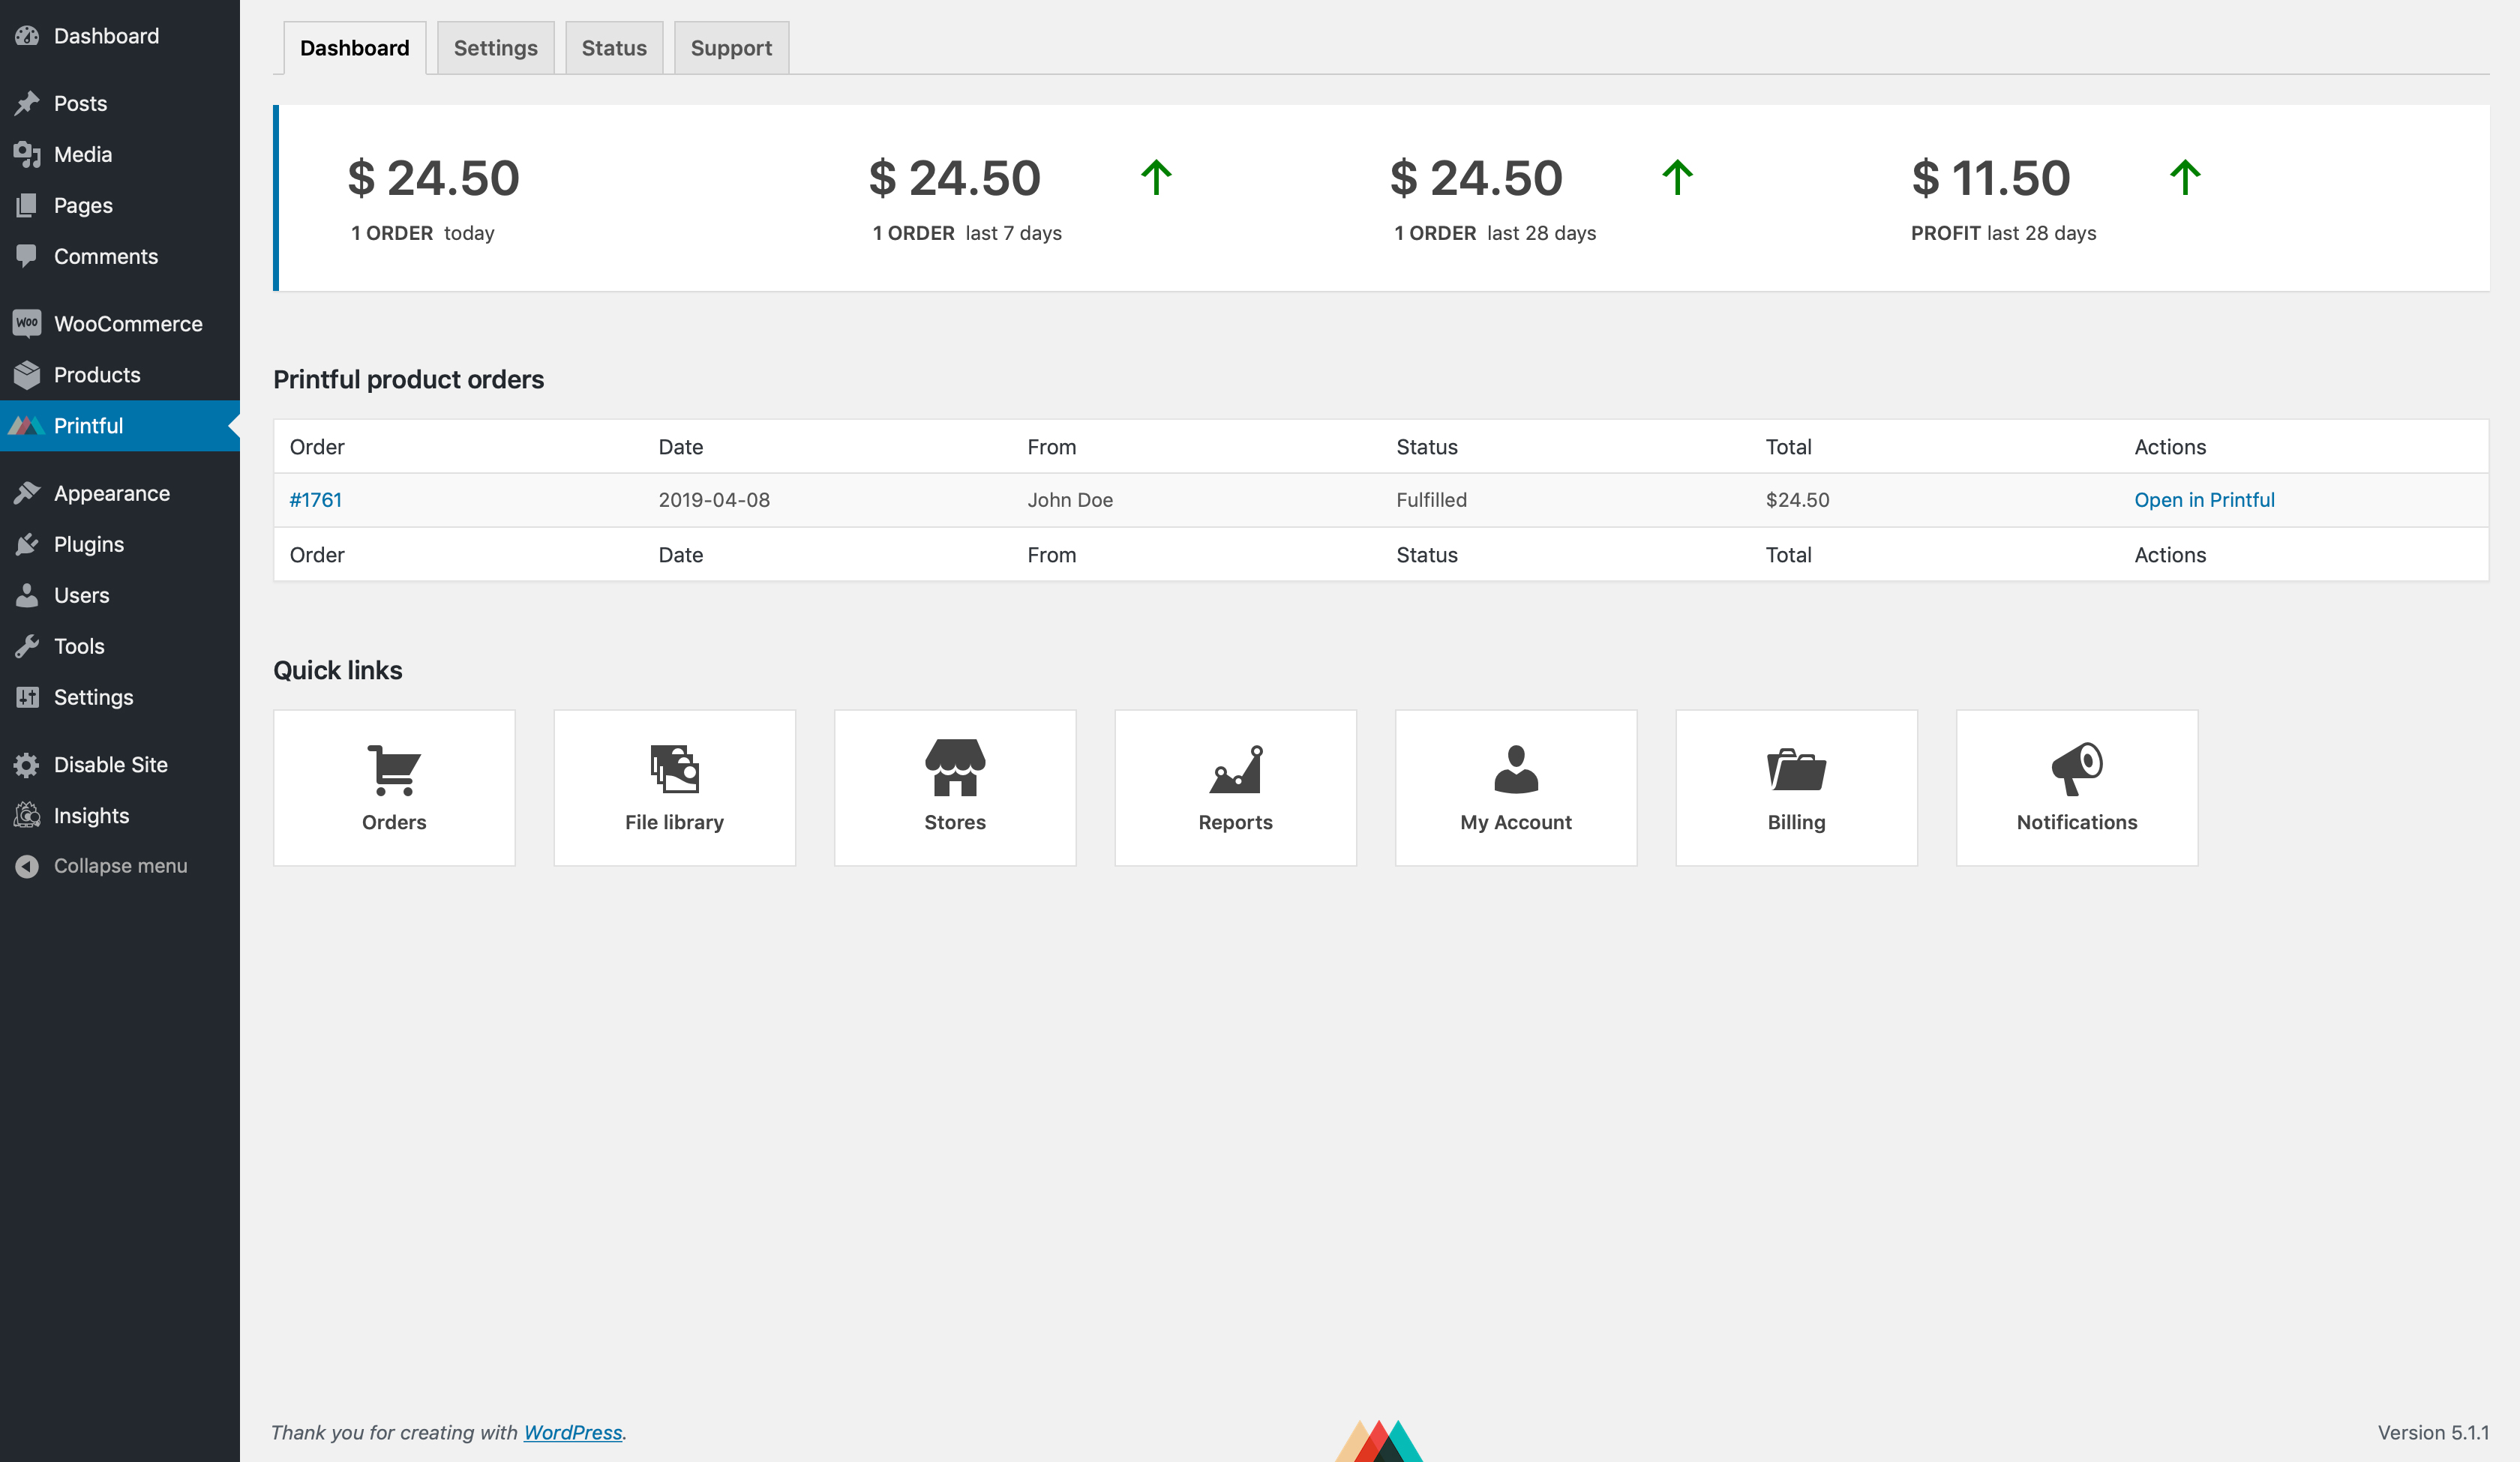 Dashboard
Posts
Media
Pages
Comments
Woo WooCommerce
Products
Printful
Appearance
Plugins
Users
Tools
Settings
Disable Site
Insights
Collapse menu
Dashboard Settings Status Support
$ 24.50 $ 24.50 $ 24.50 $ 11.50
1 ORDER today 1 ORDER last 7 days 1 ORDER last 28 days PROFIT last 28 days
Printful product orders
Order Date From Status Total Actions
#1761 2019-04-08 John Doe Fulfilled $24.50 Open in Printful
Order Date From Status Total Actions
Quick links
Orders File library Stores Reports My Account Billing Notifications
Thank you for creating with WordPress. Version 5.1.1